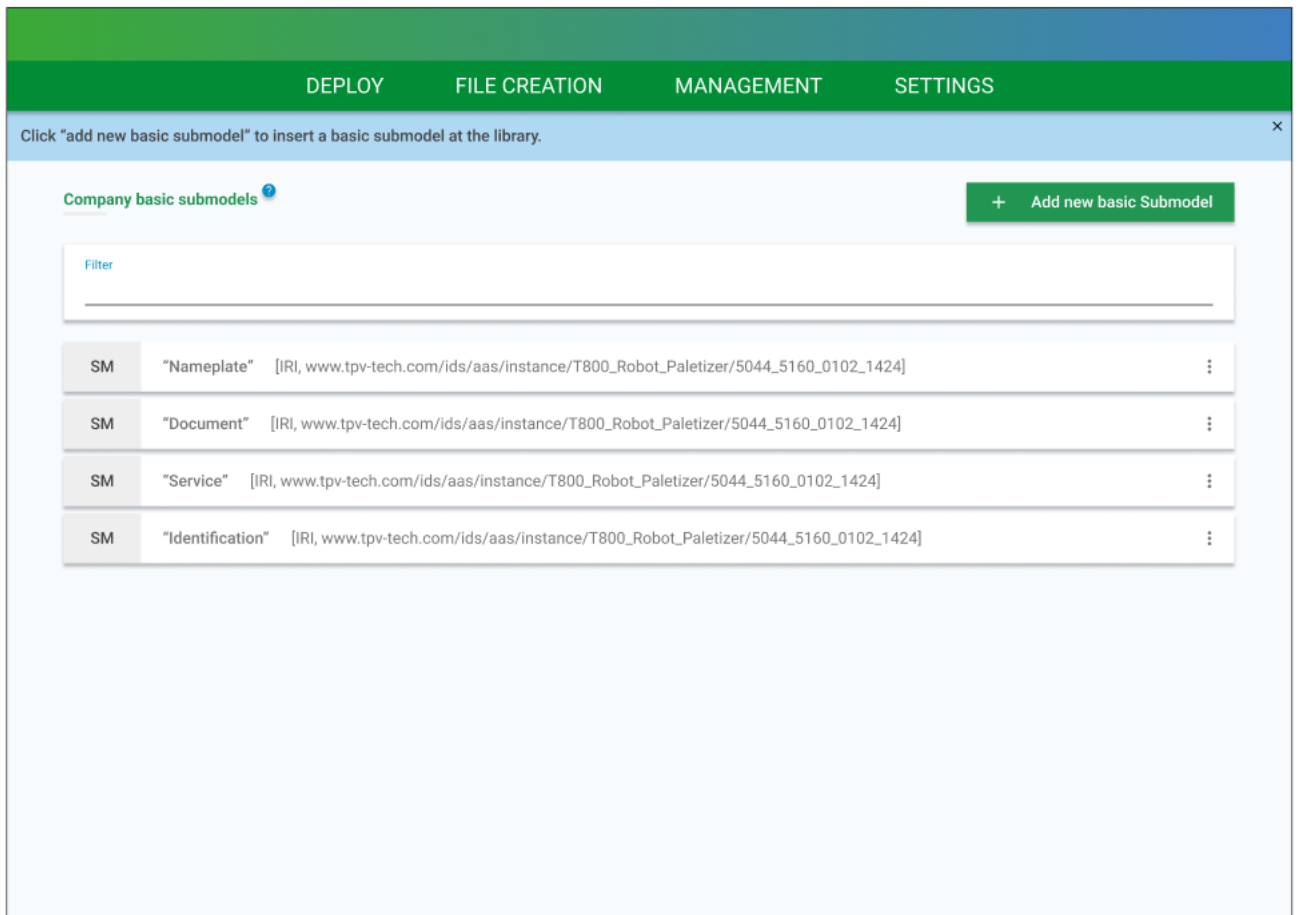 DEPLOY FILE CREATION MANAGEMENT SETTINGS
Click “add new basic submodel” to insert a basic submodel at the library. ×
Company basic submodels ? + Add new basic Submodel
Filter
SM “Nameplate” [IRI, www.tpv-tech.com/ids/aas/instance/T800_Robot_Paletizer/5044_5160_0102_1424]
SM “Document” [IRI, www.tpv-tech.com/ids/aas/instance/T800_Robot_Paletizer/5044_5160_0102_1424]
SM “Service” [IRI, www.tpv-tech.com/ids/aas/instance/T800_Robot_Paletizer/5044_5160_0102_1424]
SM “Identification” [IRI, www.tpv-tech.com/ids/aas/instance/T800_Robot_Paletizer/5044_5160_0102_1424]